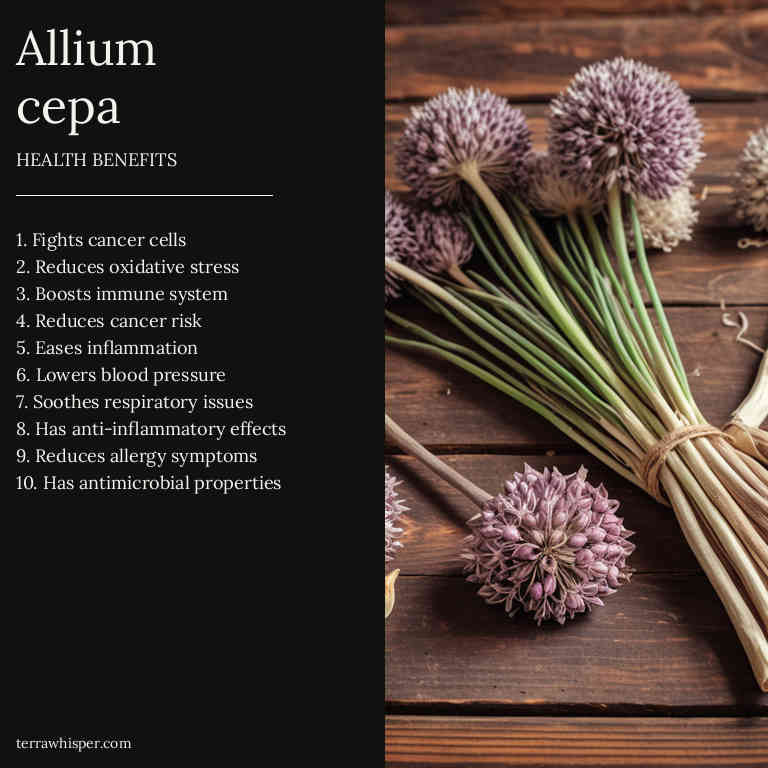 Allium
cepa
HEALTH BENEFITS
1. Fights cancer cells
2. Reduces oxidative stress
3. Boosts immune system
4. Reduces cancer risk
5. Eases inflammation
6. Lowers blood pressure
7. Soothes respiratory issues
8. Has anti-inflammatory effects
9. Reduces allergy symptoms
10. Has antimicrobial properties
terrawhisper.com